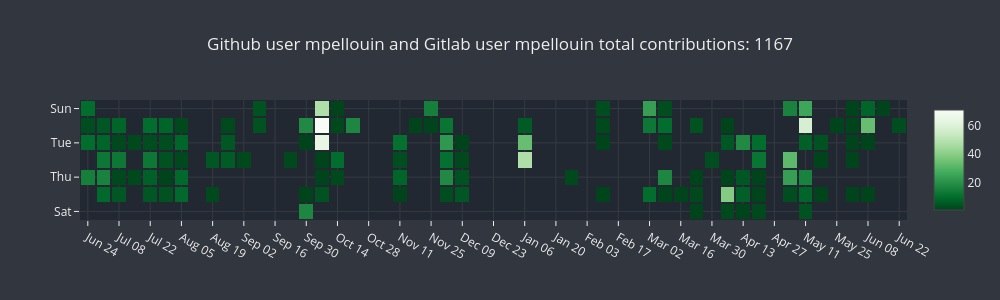 Github user mpellouin and Gitlab user mpellouin total contributions: 1167
Sun
Tue
Thu
Sat
Jun 24
Jul 08
Jul 22
Aug 05
Aug 19
Sep 02
Sep 16
Sep 30
Oct 14
Oct 28
Nov 11
Nov 25
Dec 09
Dec 23
Jan 06
Jan 20
Feb 03
Feb 17
Mar 02
Mar 16
Mar 30
Apr 13
Apr 27
May 11
May 25
Jun 08
Jun 22
60
40
20